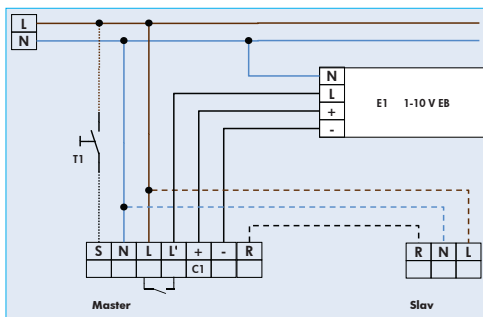 L
N
N
L
+
-
E1 1-10 V EB
T1
S N L L' + - R
C1
R N L
Master
Slav